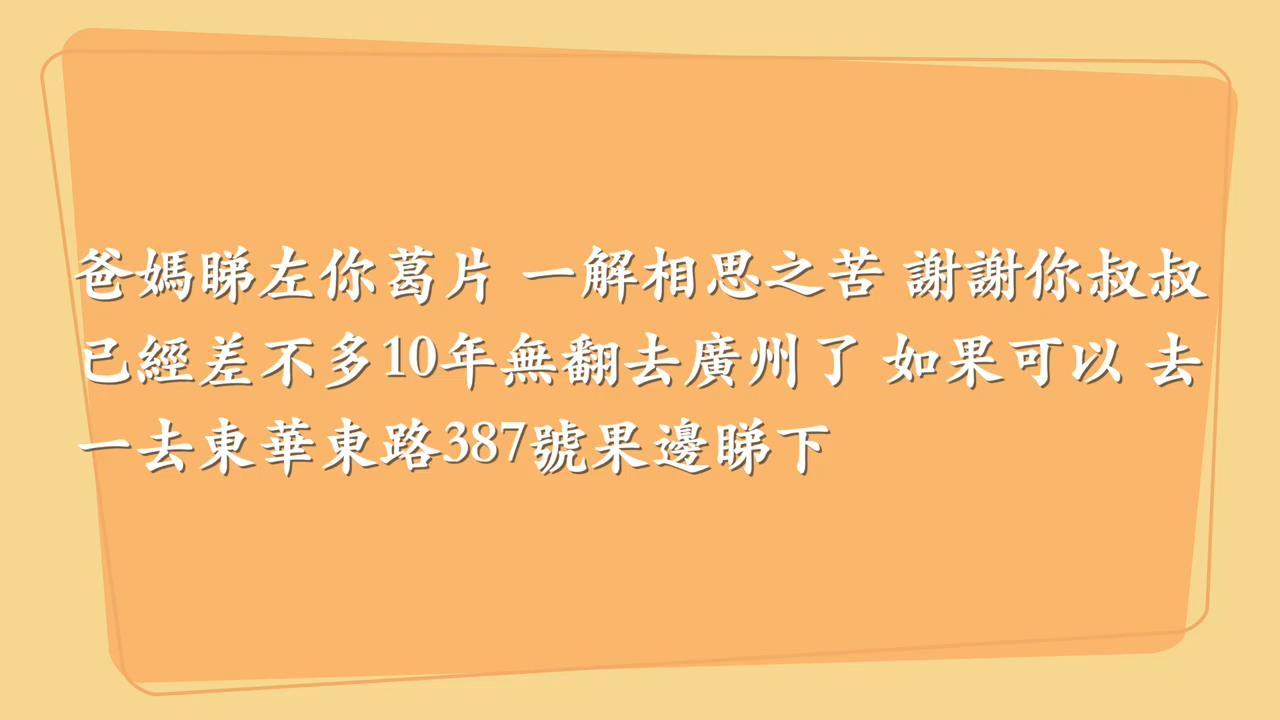 爸媽睇左你葛片 一解相思之苦 謝謝你叔叔
已經差不多10年無翻去廣州了 如果可以 去
一去東華東路387號果邊睇下